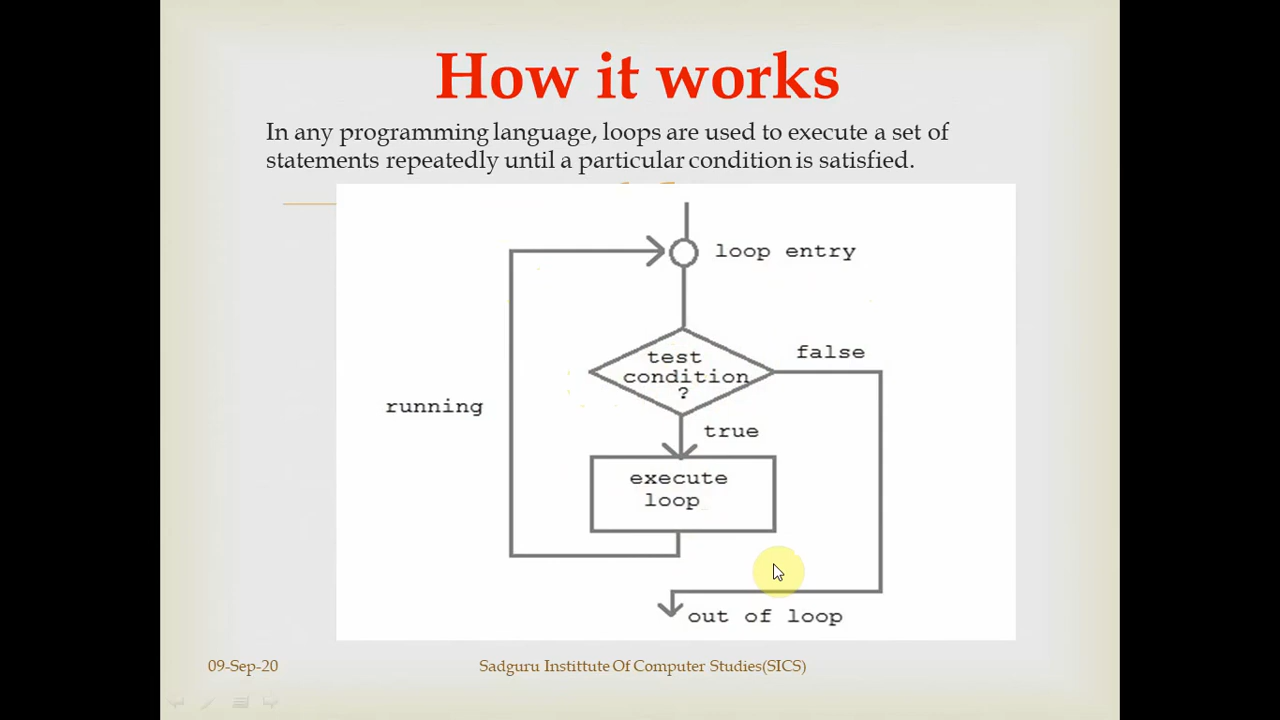 How it works
In any programming language, loops are used to execute a set of
statements repeatedly until a particular condition is satisfied.
loop entry
test
condition
?
false
running
true
execute
loop
out of loop
09-Sep-20
Sadguru Instittute Of Computer Studies(SICS)